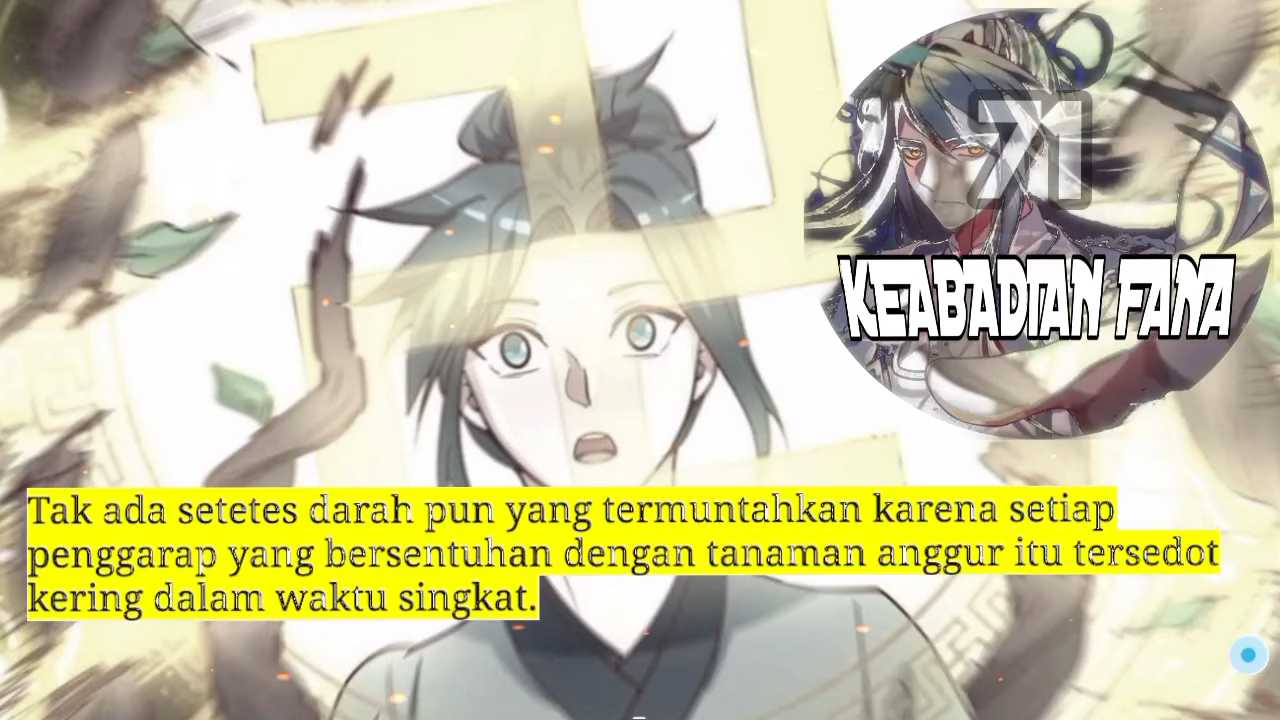 71
KEABADIAN FANA
Tak ada setetes darah pun yang termuntahkan karena setiap
penggarap yang bersentuhan dengan tanaman anggur itu tersedot
kering dalam waktu singkat.